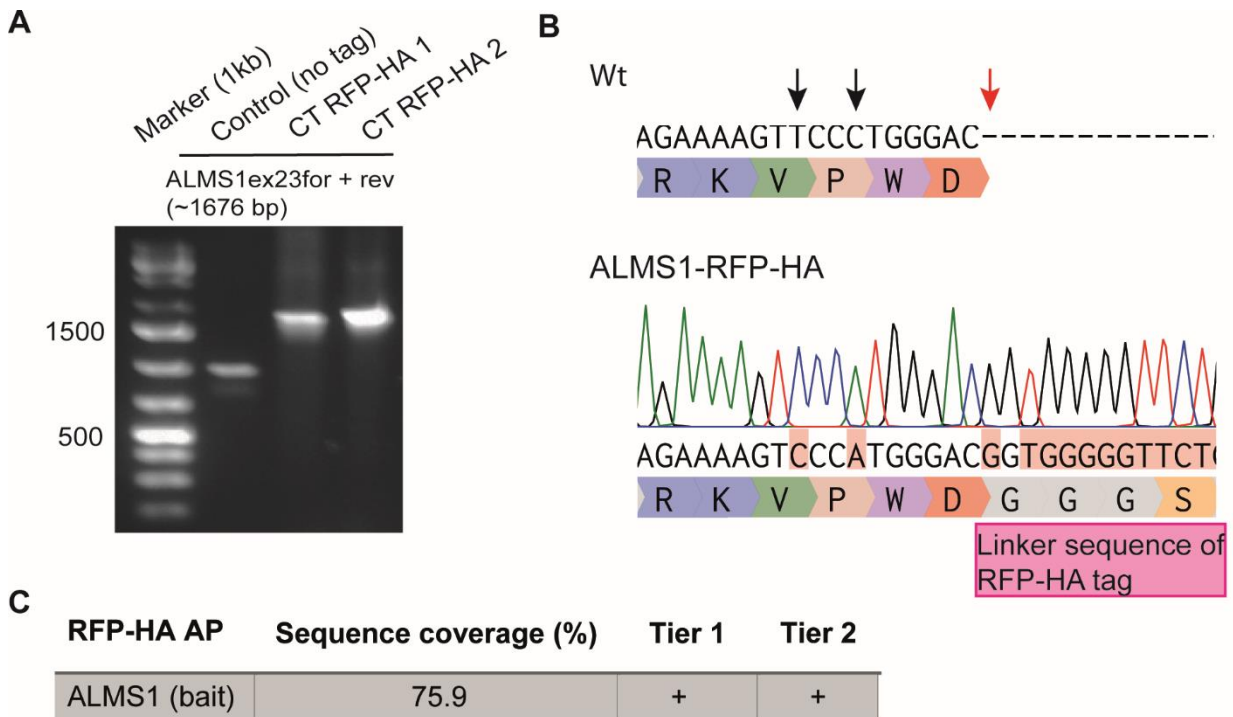 A
Marker (1kb)
Control (no tag)
CT RFP-HA 1
CT RFP-HA 2
ALMS1ex23for + rev
(~1676 bp)
1500
500
B
Wt
AGAAAAGTTCCCTGGGAC
R K V P W D
ALMS1-RFP-HA
AGAAAAGTCCCATGGGACGGTGGGGGTTCT
R K V P W D G G G S
Linker sequence of
RFP-HA tag
C
RFP-HA AP Sequence coverage (%) Tier 1 Tier 2
ALMS1 (bait) 75.9 + +